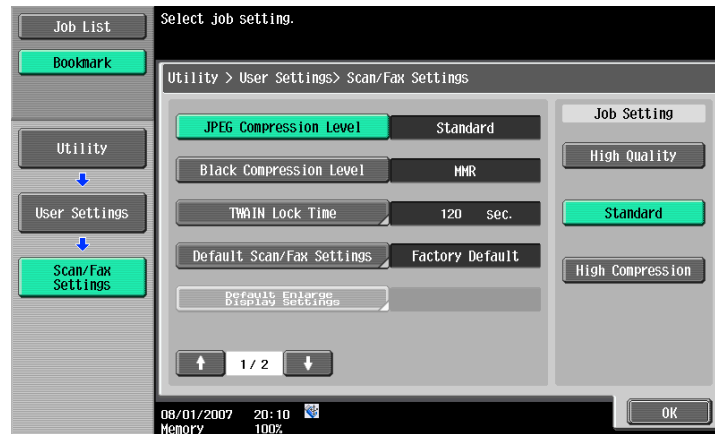 Job List
Select job setting.
Bookmark
Utility > User Settings> Scan/Fax Settings
JPEG Compression Level
Standard
Job Setting
Utility
Black Compression Level
MMR
High Quality
User Settings
TWAIN Lock Time
120 sec.
Standard
Default Scan/Fax Settings
Factory Default
Scan/Fax
Settings
High Compression
Default Enlarge
Display Settings
1/ 2
08/01/2007 20:10
Memory 100%
OK